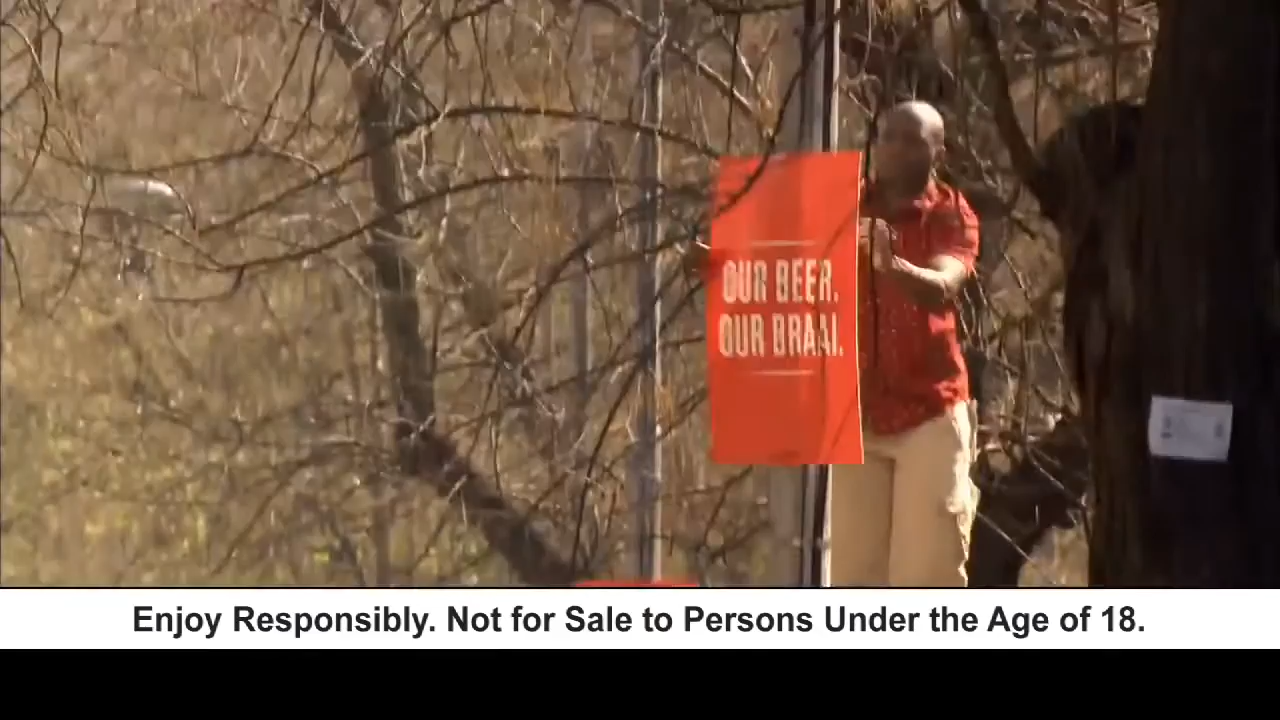 OUR BEER.
OUR BRAAI.
Enjoy Responsibly. Not for Sale to Persons Under the Age of 18.